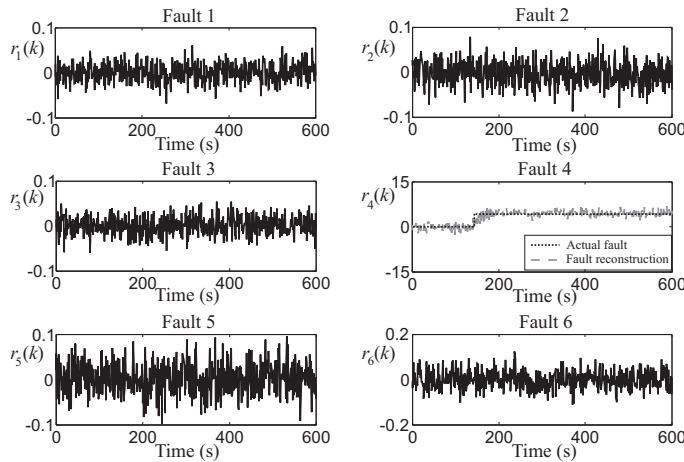 Fault 1
0.1
r1(k)
0
-0.1
0 200 400 600
Time (s)
Fault 2
0.1
r2(k)
0
-0.1
0 200 400 600
Time (s)
Fault 3
0.1
r3(k)
0
-0.1
0 200 400 600
Time (s)
Fault 4
15
r4(k)
0
-15
Actual fault
Fault reconstruction
0 200 400 600
Time (s)
Fault 5
0.1
r5(k)
0
-0.1
0 200 400 600
Time (s)
Fault 6
0.2
r6(k)
0
-0.2
0 200 400 600
Time (s)